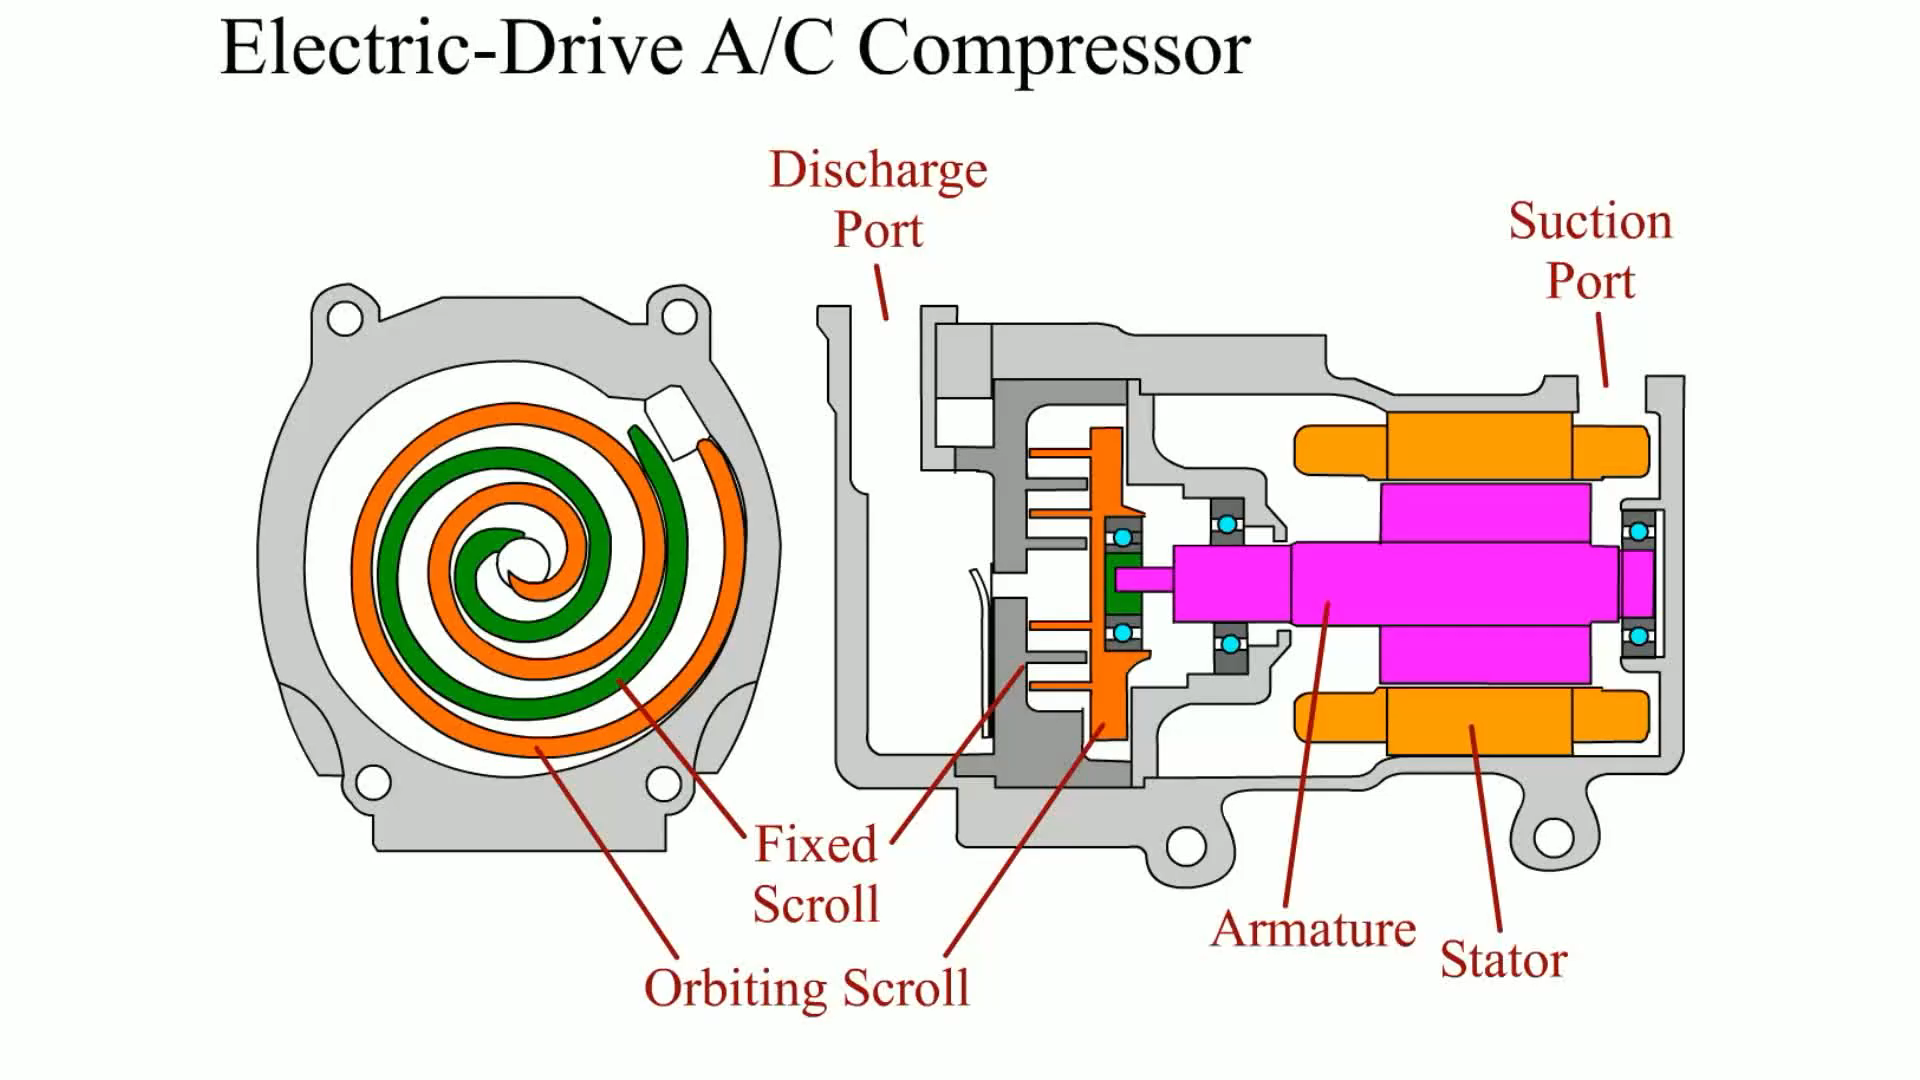 Electric-Drive A/C Compressor
Discharge
Port
Suction
Port
Fixed
Scroll
Orbiting Scroll
Armature
Stator